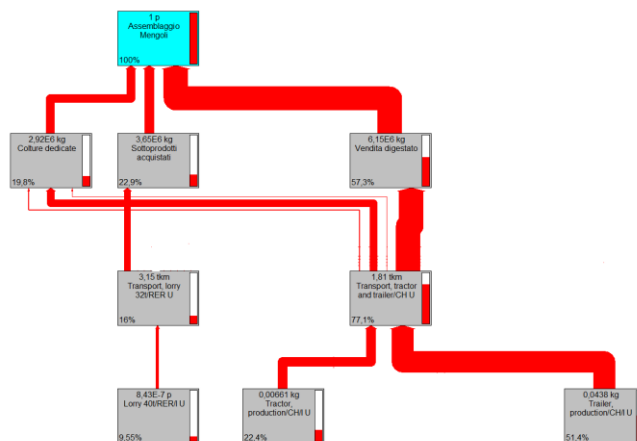 1 p
Assemblaggio
Mengoli
100%
2,92E6 kg
Colture dedicate
19,8%
3,65E6 kg
Sottoprodotti
acquistati
22,9%
6,15E6 kg
Vendita digestato
57,3%
3,15 tkm
Transport, lorry
32t/RER U
16%
1,81 tkm
Transport, tractor
and trailer/CH U
77,1%
8,43E-7 p
Lorry 40t/RER/I U
9,55%
0,00661 kg
Tractor,
production/CH/I U
22,4%
0,0438 kg
Trailer,
production/CH/I U
51,4%